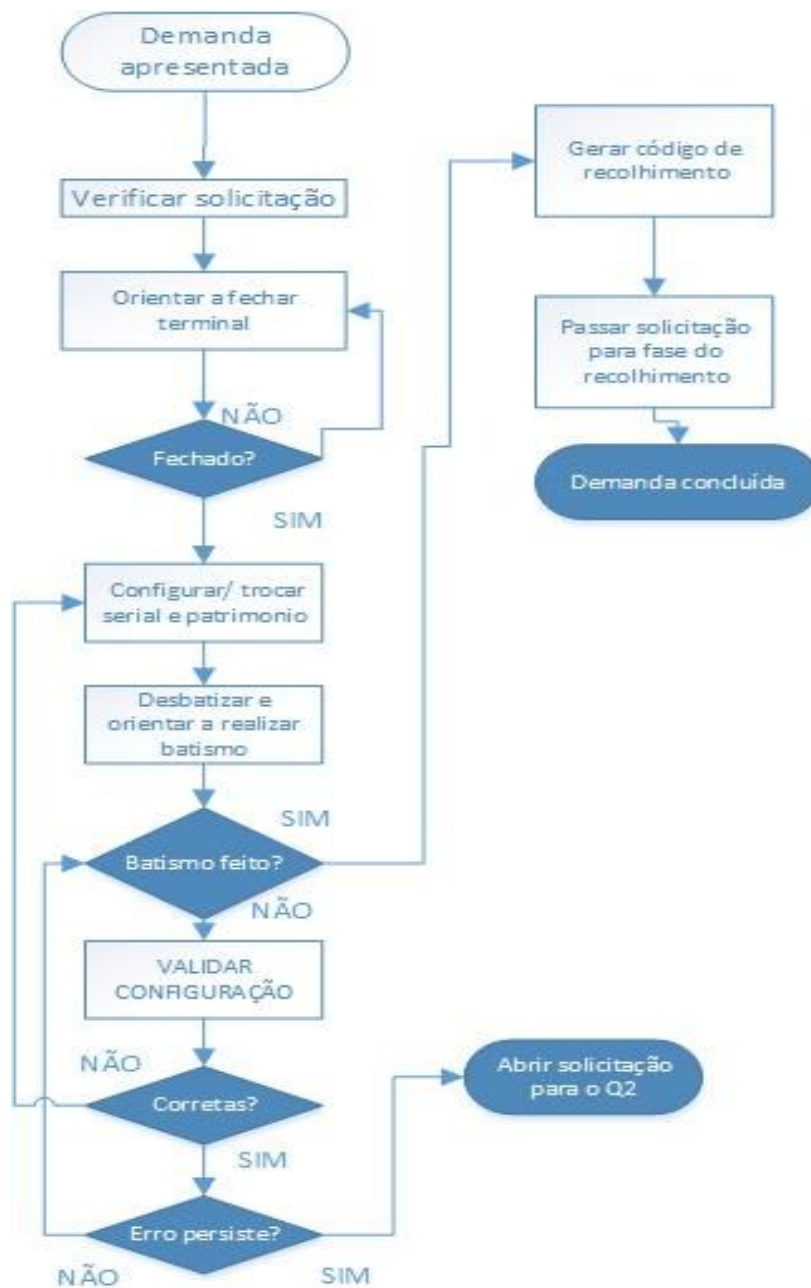 Demanda
apresentada
Verificar solicitação
Orientar a fechar
terminal
NÃO
Fechado?
SIM
Configurar/ trocar
serial e patrimonio
Desbatizar e
orientar a realizar
batismo
SIM
Batismo feito?
NÃO
VALIDAR
CONFIGURAÇÃO
NÃO
Corretas?
SIM
Erro persiste?
NÃO
SIM
Gerar código de
recolhimento
Passar solicitação
para fase do
recolhimento
Demanda concluída
Abrir solicitação
para o Q2